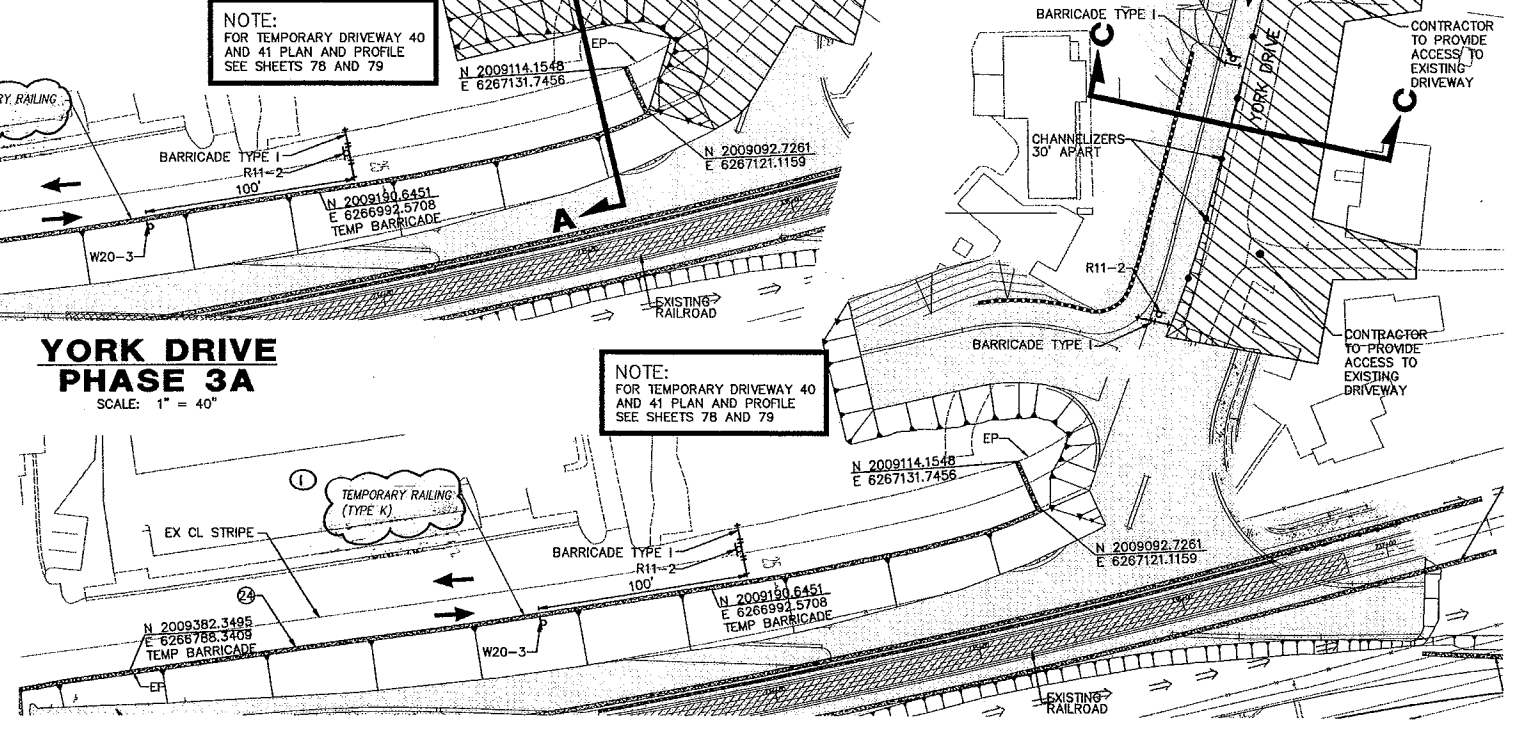 NOTE:
FOR TEMPORARY DRIVEWAY 40
AND 41 PLAN AND PROFILE
SEE SHEETS 78 AND 79
EP
N 2009114.1548
E 6267131.7456
RY RAILING
BARRICADE TYPE I
R11-2
100'
N 2009190.6451
E 6266992.5708
TEMP BARRICADE
N 2009092.7261
E 6267121.1159
A
W20-3
EXISTING
RAILROAD
BARRICADE TYPE I
C
YORK DRIVE
CONTRACTOR
TO PROVIDE
ACCESS TO
EXISTING
DRIVEWAY
C
CHANNELIZERS
30' APART
R11-2
BARRICADE TYPE I
CONTRACTOR
TO PROVIDE
ACCESS TO
EXISTING
DRIVEWAY
YORK DRIVE
PHASE 3A
SCALE: 1" = 40"
NOTE:
FOR TEMPORARY DRIVEWAY 40
AND 41 PLAN AND PROFILE
SEE SHEETS 78 AND 79
EP
N 2009114.1548
E 6267131.7456
1
TEMPORARY RAILING
(TYPE K)
EX CL STRIPE
BARRICADE TYPE I
R11-2
100'
N 2009190.6451
E 6266992.5708
TEMP BARRICADE
N 2009092.7261
E 6267121.1159
24
N 2009382.3495
E 6266788.3409
TEMP BARRICADE
EP
W20-3
EXISTING
RAILROAD